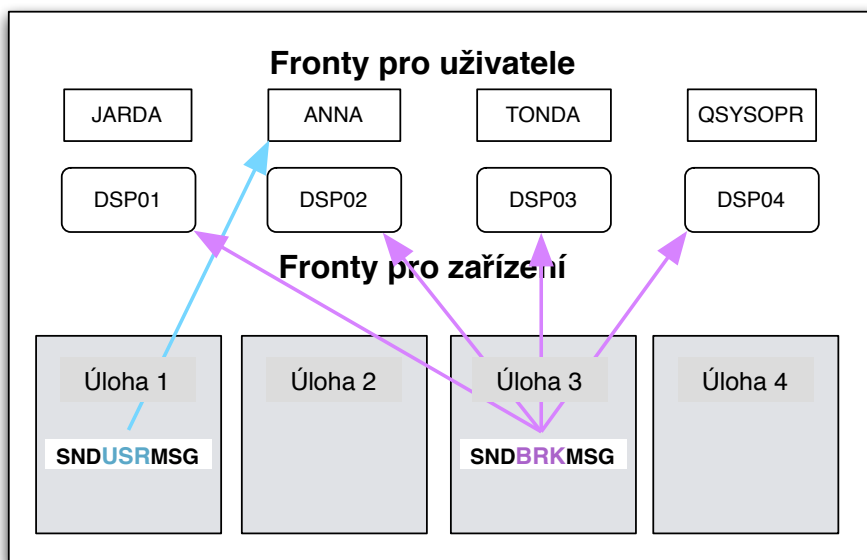 Fronty pro uživatele
JARDA ANNA TONDA QSYSOPR
DSP01 DSP02 DSP03 DSP04
Fronty pro zařízení
Úloha 1 Úloha 2 Úloha 3 Úloha 4
SNDUSRMSG SNDBRKMSG